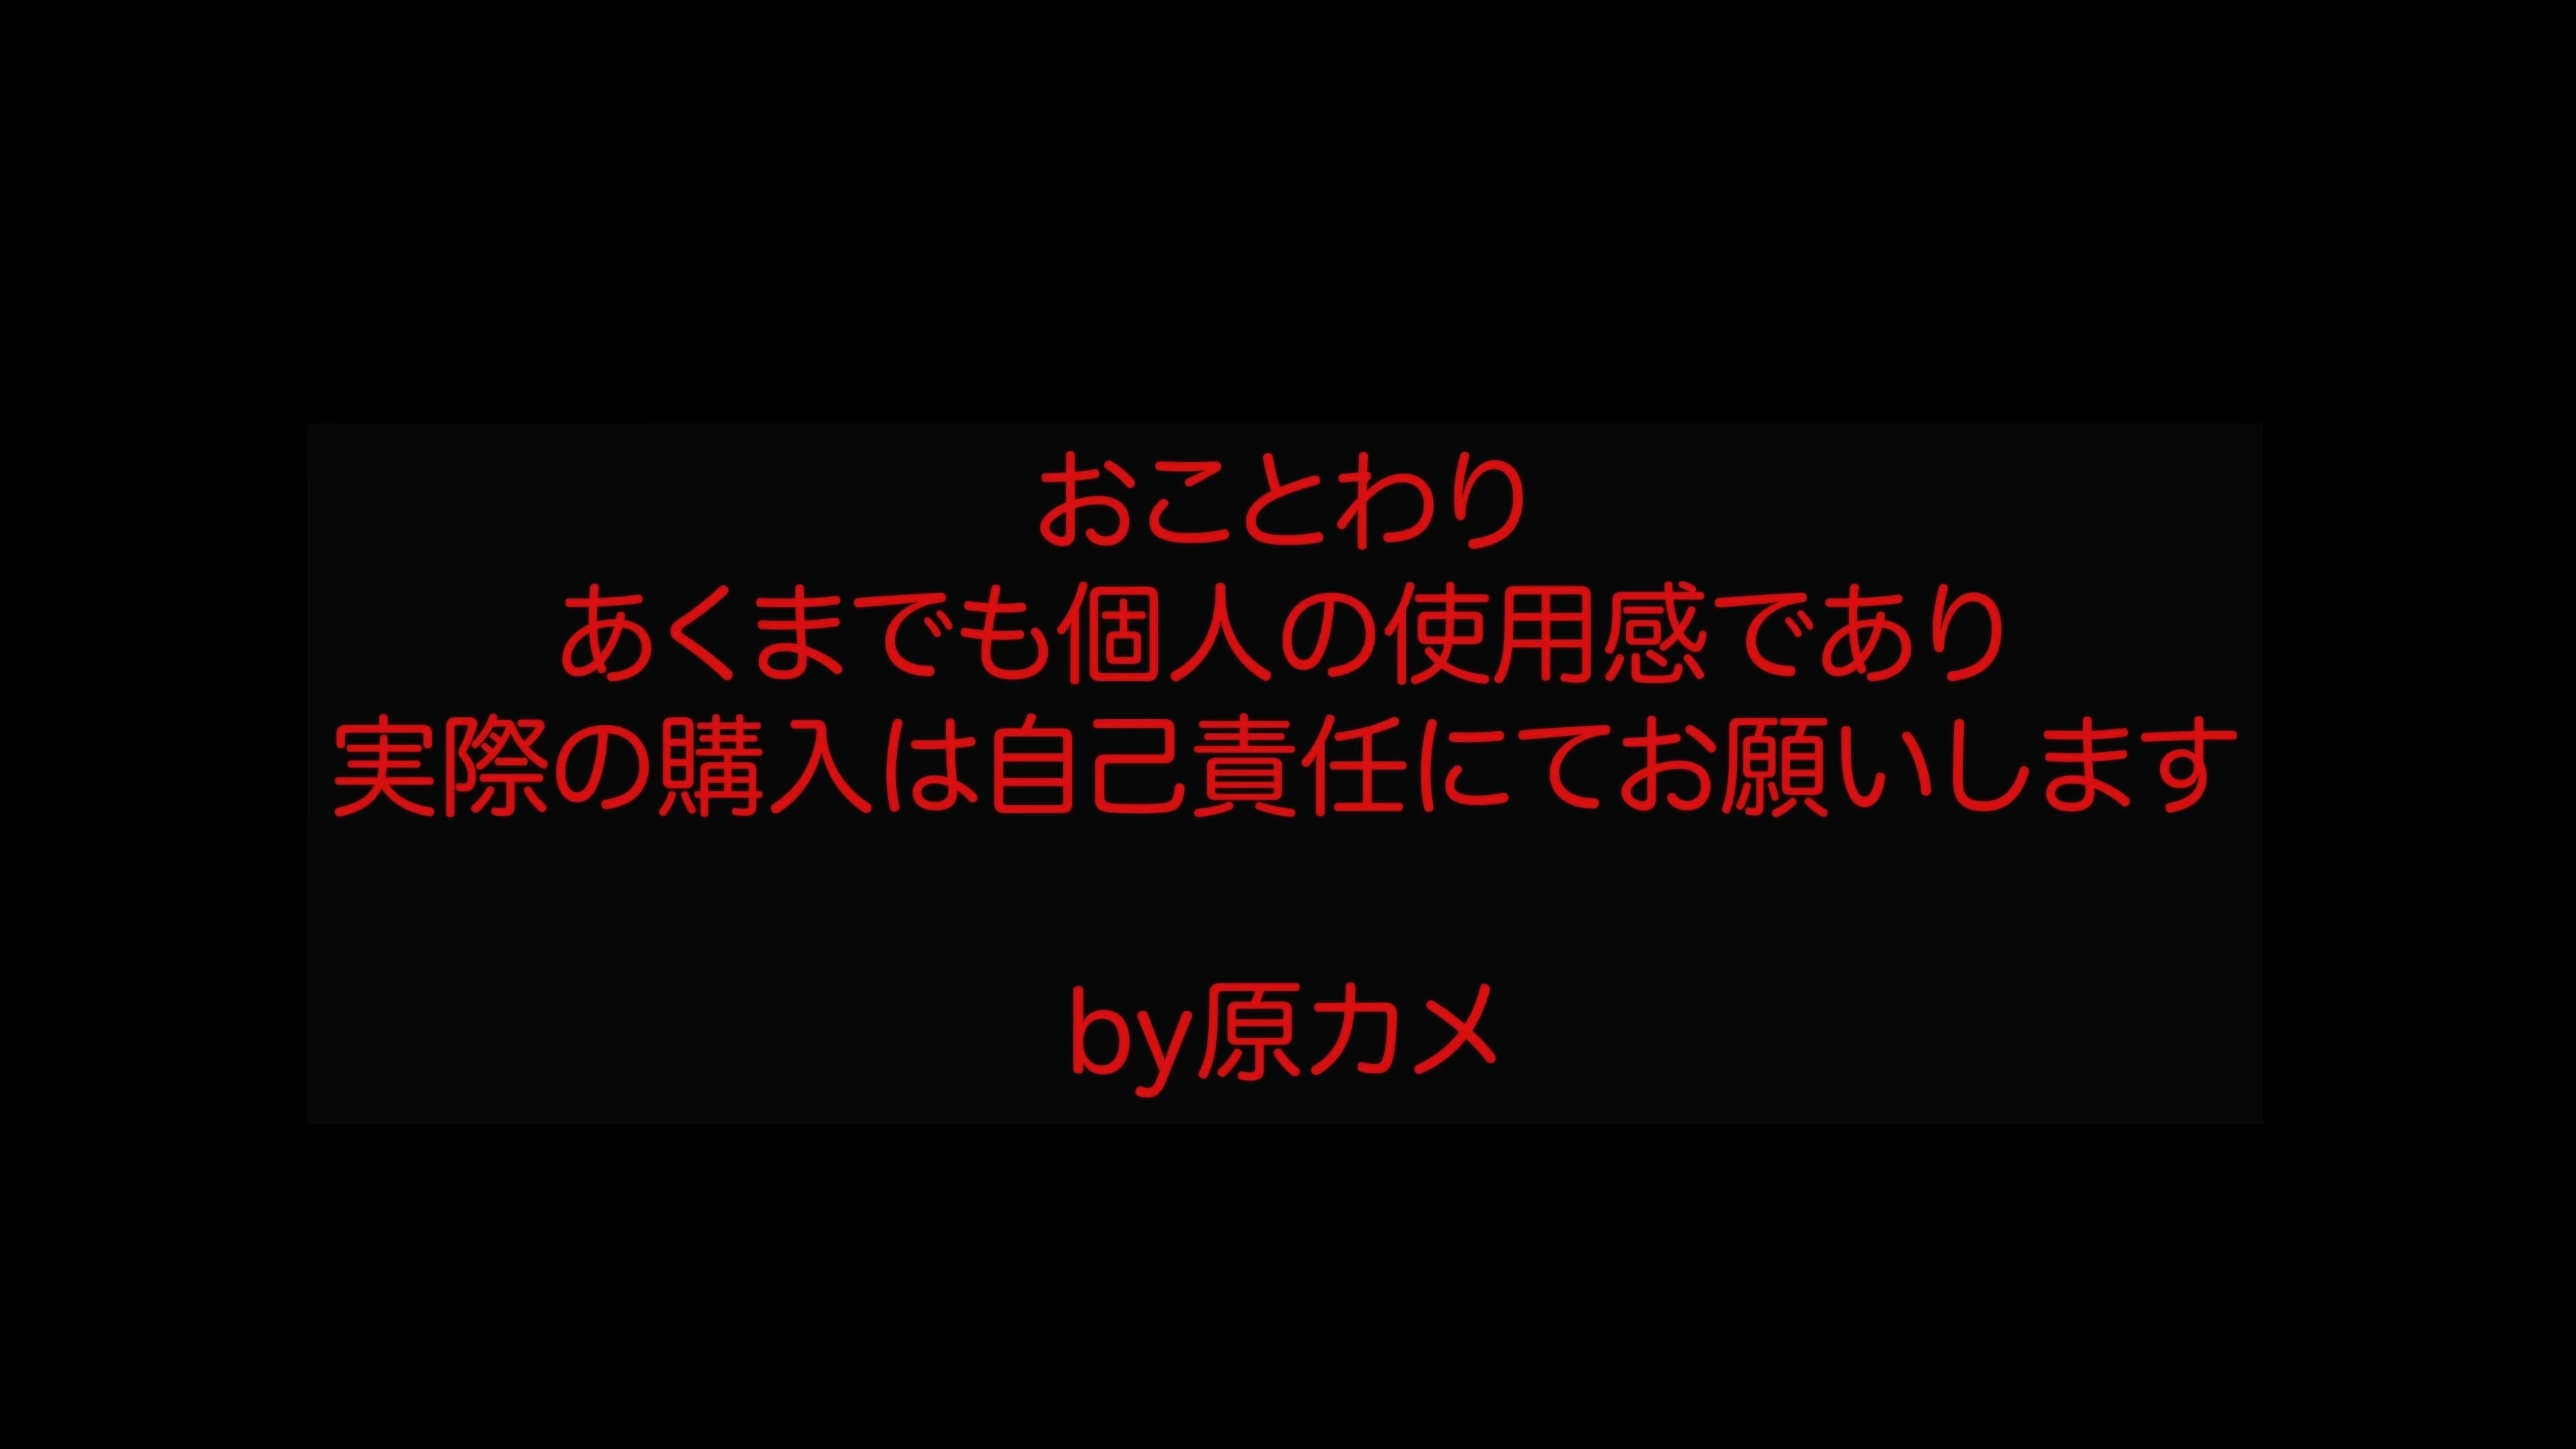 おことわり
あくまでも個人の使用感であり
実際の購入は自己責任にてお願いします
by原カメ